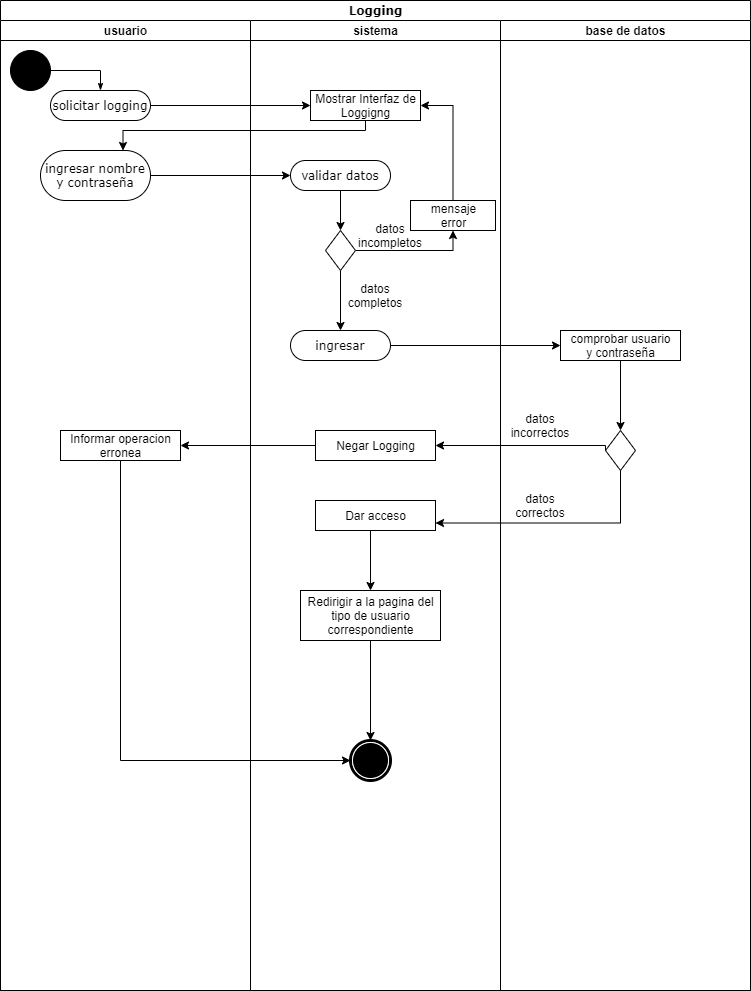 Logging
usuario
sistema
base de datos
solicitar logging
Mostrar Interfaz de
Loggigng
ingresar nombre
y contraseña
validar datos
mensaje
error
datos
incompletos
datos
completos
ingresar
comprobar usuario
y contraseña
datos
incorrectos
Informar operacion
erronea
Negar Logging
datos
correctos
Dar acceso
Redirigir a la pagina del
tipo de usuario
correspondiente